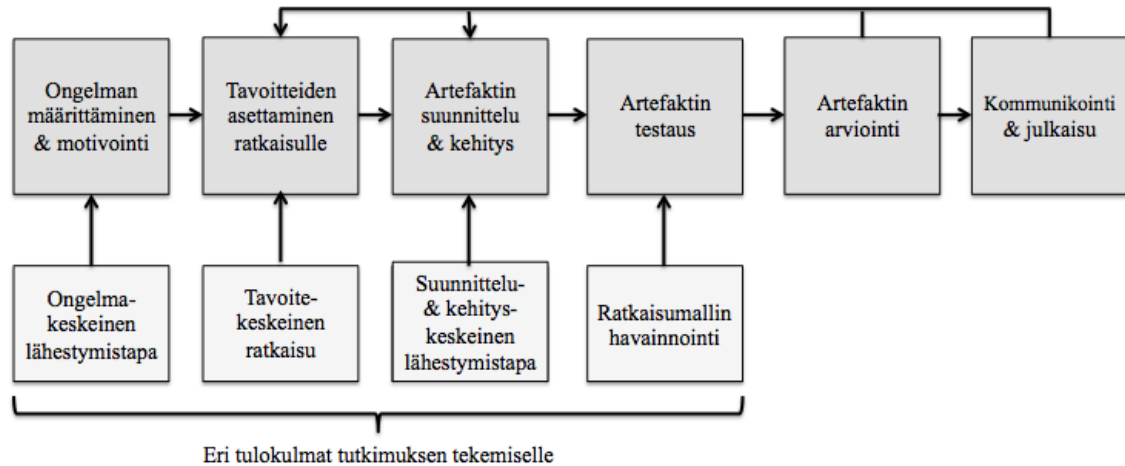 Ongelman
määrittäminen
& motivointi
Tavoitteiden
asettaminen
ratkaisulle
Artefaktin
suunnittelu
& kehitys
Artefaktin
testaus
Artefaktin
arviointi
Kommunikointi
& julkaisu
Ongelma-
keskeinen
lähestymistapa
Tavoite-
keskeinen
ratkaisu
Suunnittelu-
& kehitys-
keskeinen
lähestymistapa
Ratkaisumallin
havainnointi
Eri tulokulmat tutkimuksen tekemiselle